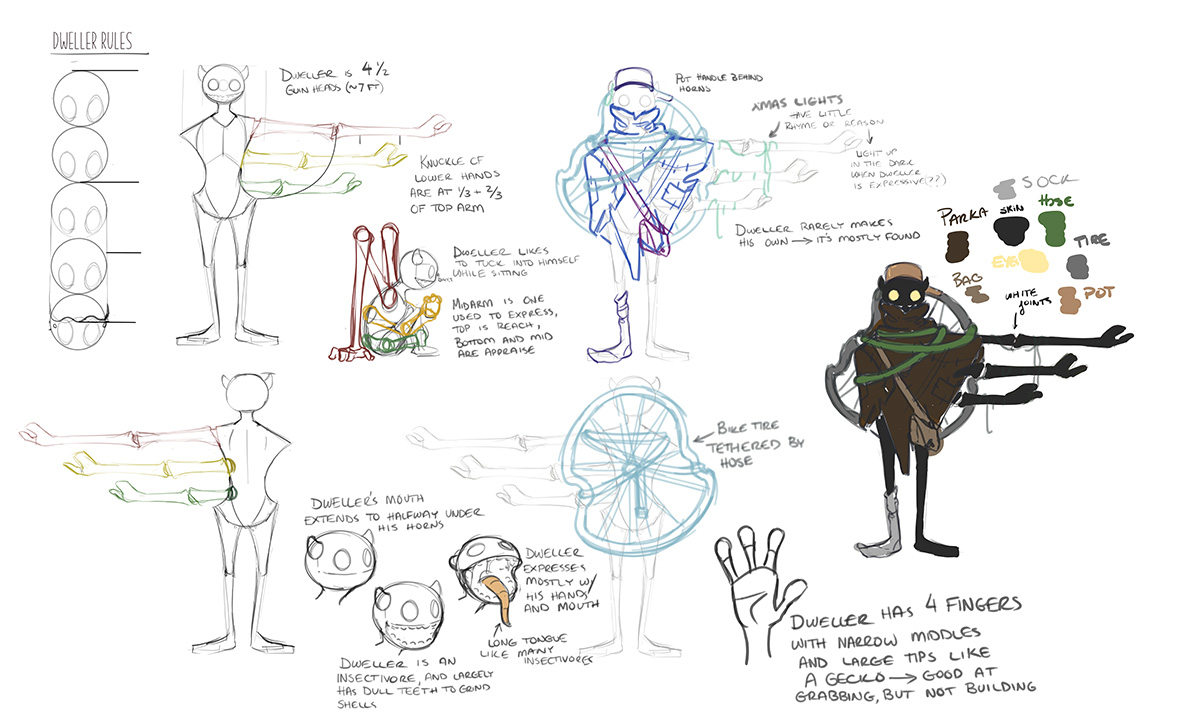 DWELLER RULES
DWELLER IS 4 1/2
HEADS (~7 FT)
KNUCKLE OF
LOWER HANDS
ARE AT 1/3 + 2/3
OF TOP ARM
DWELLER LIKES
TO TUCK INTO HIMSELF
WHILE SITTING
MIDARM IS ONE
USED TO EXPRESS,
TOP IS REACH,
BOTTOM AND MID
ARE APPRAISE
POT HANDLE BEHIND
HORNS
XMAS LIGHTS
HAVE LITTLE
RHYME OR REASON
LIGHT UP
IN THE DARK
WHEN DWELLER
IS EXPRESSIVE(??)
DWELLER RARELY MAKES
HIS OWN → IT'S MOSTLY FOUND
SOCK
PARKA
SKIN
HOSE
EYE
TIRE
BAG
WHITE
JOINTS
POT
BIKE TIRE
TETHERED BY
HOSE
DWELLER'S MOUTH
EXTENDS TO HALFWAY UNDER
HIS HORNS
DWELLER
EXPRESSES
MOSTLY W/
HIS HANDS
AND MOUTH
LONG TONGUE
LIKE MANY
INSECTIVORES
DWELLER IS AN
INSECTIVORE, AND LARGELY
HAS DULL TEETH TO GRIND
SHELLS
DWELLER HAS 4 FINGERS
WITH NARROW MIDDLES
AND LARGE TIPS LIKE
A GECKO → GOOD AT
GRABBING, BUT NOT BUILDING